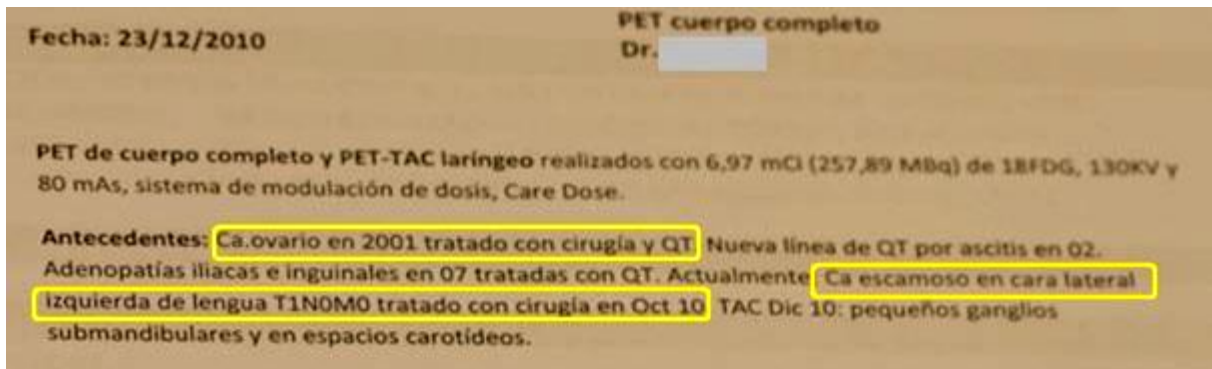 PET cuerpo completo
Fecha: 23/12/2010
Dr.
PET de cuerpo completo y PET-TAC laríngeo realizados con 6,97 mCi (257,89 MBq) de 18FDG, 130KV y
80 mAs, sistema de modulación de dosis, Care Dose.
Antecedentes: Ca.ovario en 2001 tratado con cirugía y QT Nueva línea de QT por ascitis en 02.
Adenopatías iliacas e inguinales en 07 tratadas con QT. Actualmente Ca escamoso en cara lateral
izquierda de lengua T1N0M0 tratado con cirugía en Oct 10 TAC Dic 10: pequeños ganglios
submandibulares y en espacios carotídeos.